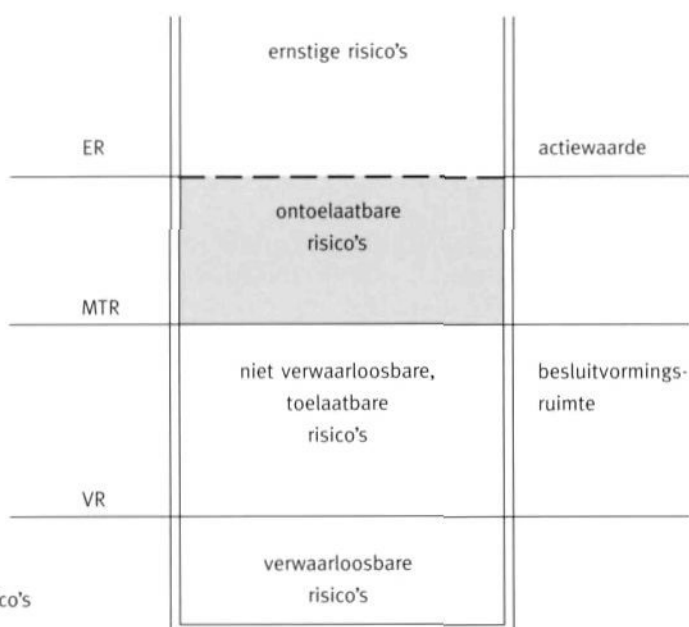 ernstige risico's
ER
actiewaarde
ontoelaatbare
risico's
MTR
niet verwaarloosbare,
toelaatbare
risico's
besluitvormings-
ruimte
VR
verwaarloosbare
risico's